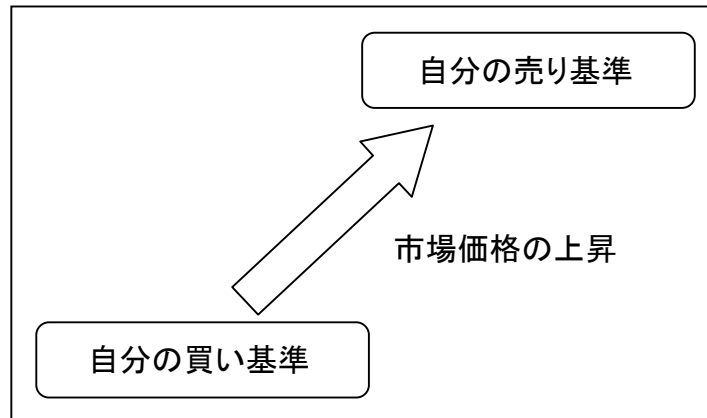 自分の売り基準
市場価格の上昇
自分の買い基準